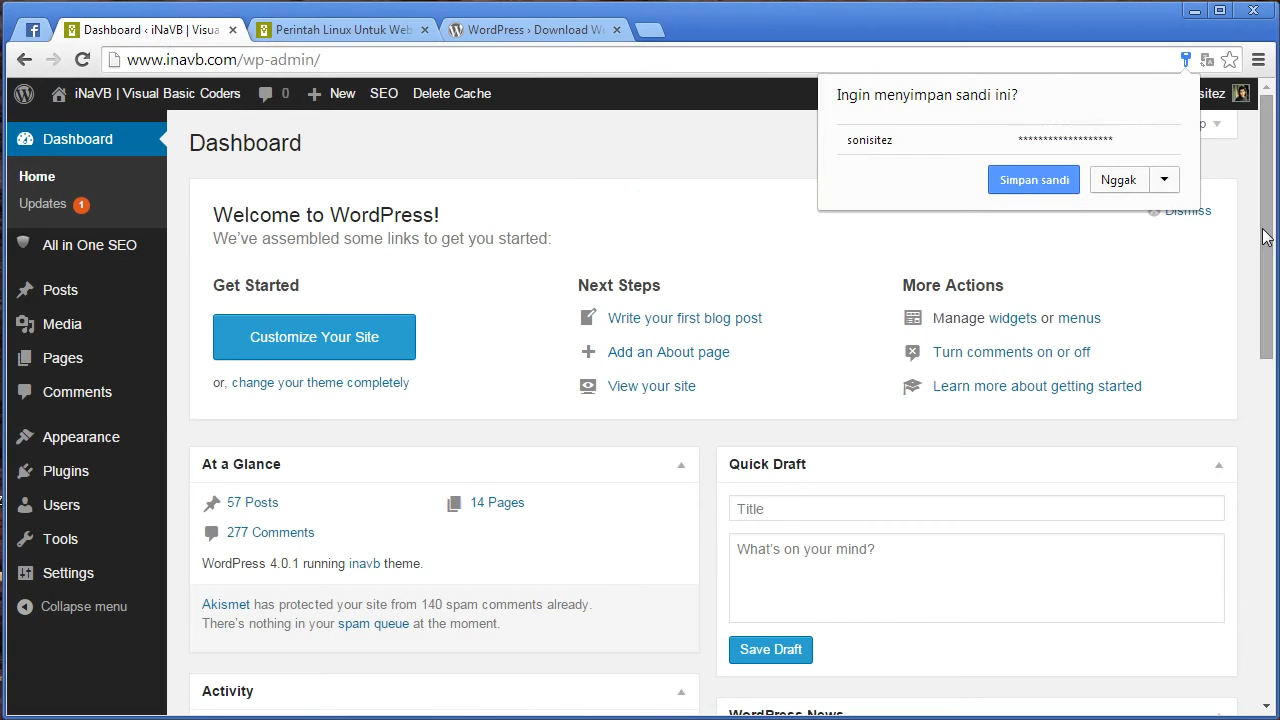 Dashboard ‹ iNaVB | Visua
Perintah Linux Untuk Web
WordPress › Download W
www.inavb.com/wp-admin/
iNaVB | Visual Basic Coders
0
New
SEO
Delete Cache
sitez
Ingin menyimpan sandi ini?
sonisitez
*******************
Simpan sandi
Nggak
Dashboard
Home
Updates 1
All in One SEO
Posts
Media
Pages
Comments
Appearance
Plugins
Users
Tools
Settings
Collapse menu
Dashboard
Welcome to WordPress!
Dismiss
We've assembled some links to get you started:
Get Started
Customize Your Site
or, change your theme completely
Next Steps
Write your first blog post
Add an About page
View your site
More Actions
Manage widgets or menus
Turn comments on or off
Learn more about getting started
At a Glance
57 Posts
14 Pages
277 Comments
WordPress 4.0.1 running inavb theme.
Akismet has protected your site from 140 spam comments already.
There's nothing in your spam queue at the moment.
Activity
Quick Draft
Title
What's on your mind?
Save Draft
WordPress News